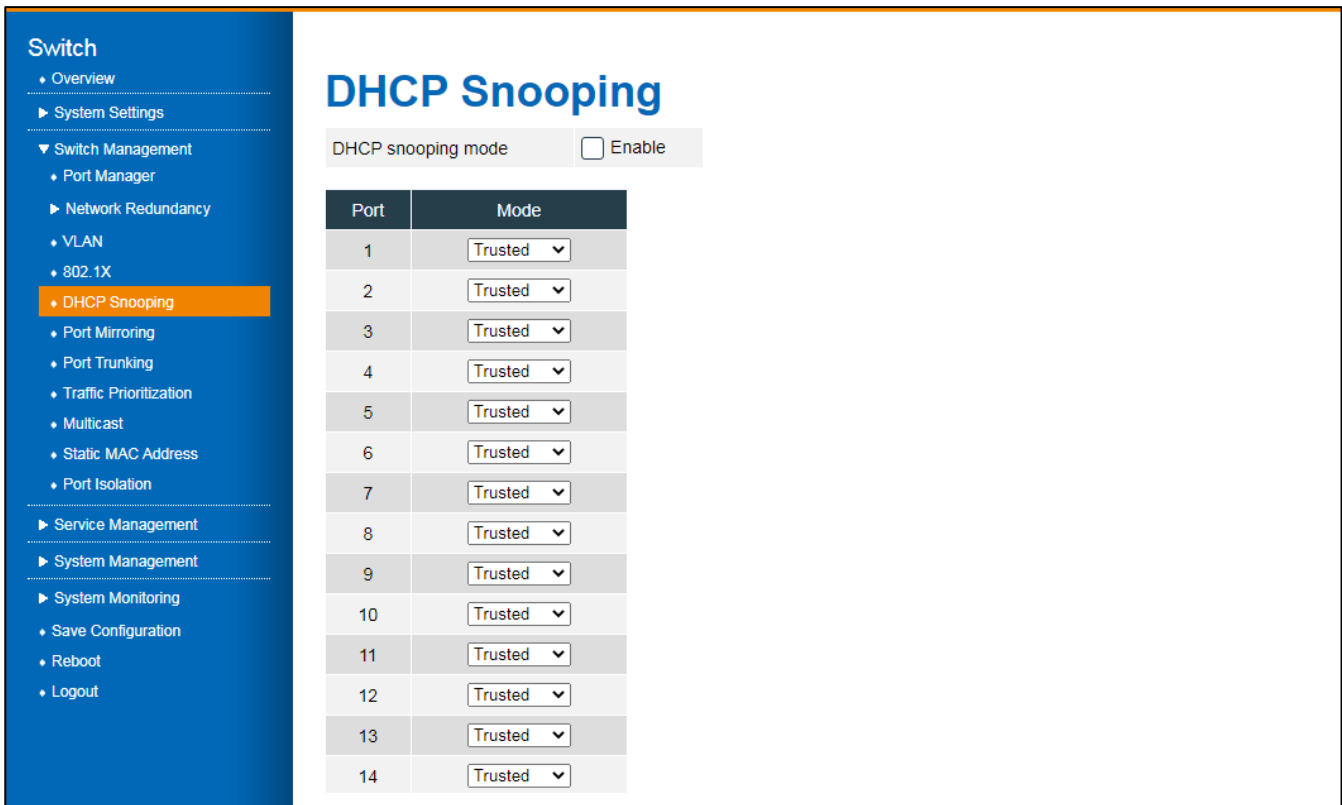 Switch
Overview
System Settings
Switch Management
Port Manager
Network Redundancy
VLAN
802.1X
DHCP Snooping
Port Mirroring
Port Trunking
Traffic Prioritization
Multicast
Static MAC Address
Port Isolation
Service Management
System Management
System Monitoring
Save Configuration
Reboot
Logout
DHCP Snooping
DHCP snooping mode Enable
Port Mode
1 Trusted
2 Trusted
3 Trusted
4 Trusted
5 Trusted
6 Trusted
7 Trusted
8 Trusted
9 Trusted
10 Trusted
11 Trusted
12 Trusted
13 Trusted
14 Trusted